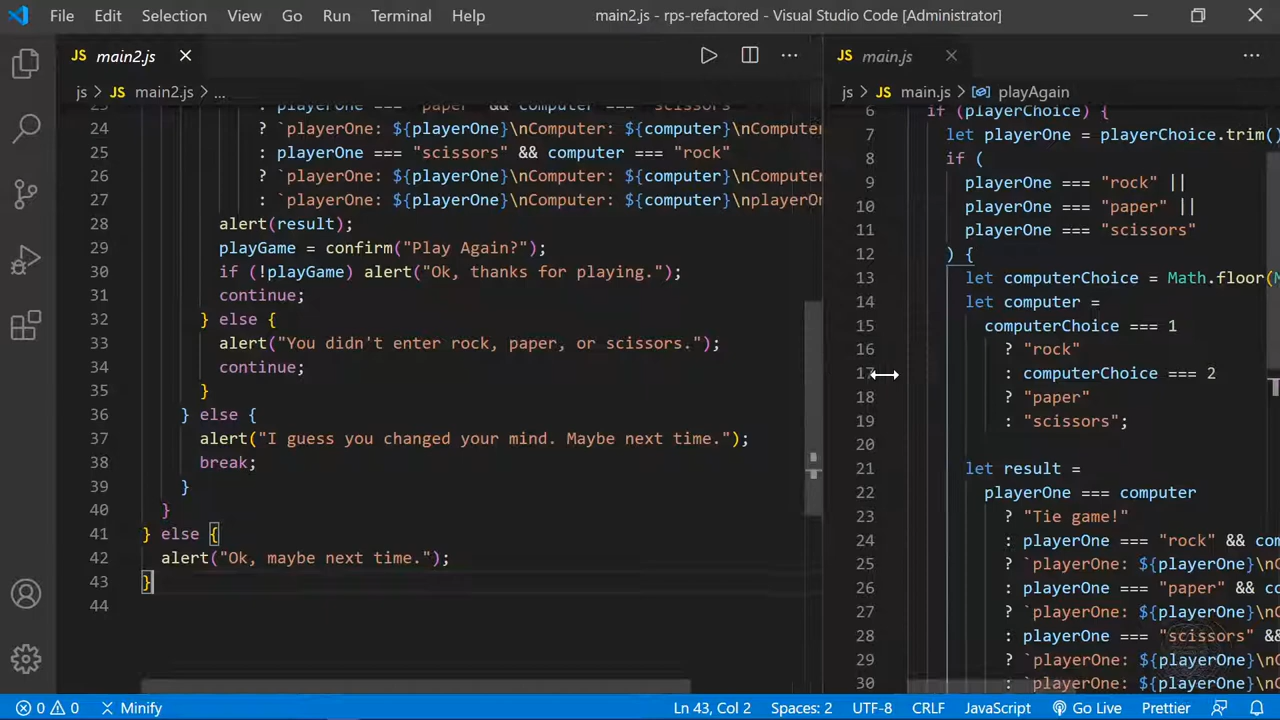 File Edit Selection View Go Run Terminal Help main2.js - rps-refactored - Visual Studio Code [Administrator]
JS main2.js
js > JS main2.js > ...
playerOne === "paper" && computer === "scissors"
24 ? `playerOne: ${playerOne}\nComputer: ${computer}\nComputer
25 : playerOne === "scissors" && computer === "rock"
26 ? `playerOne: ${playerOne}\nComputer: ${computer}\nComputer
27 : `playerOne: ${playerOne}\nComputer: ${computer}\nplayerOn
28 alert(result);
29 playGame = confirm("Play Again?");
30 if (!playGame) alert("Ok, thanks for playing.");
31 continue;
32 } else {
33 alert("You didn't enter rock, paper, or scissors.");
34 continue;
35 }
36 } else {
37 alert("I guess you changed your mind. Maybe next time.");
38 break;
39 }
40 }
41 } else {
42 alert("Ok, maybe next time.");
43 }
44
JS main.js
js > JS main.js > playAgain
6 if (playerChoice) {
7 let playerOne = playerChoice.trim()
8 if (
9 playerOne === "rock" ||
10 playerOne === "paper" ||
11 playerOne === "scissors"
12 ) {
13 let computerChoice = Math.floor(M
14 let computer =
15 computerChoice === 1
16 ? "rock"
17 : computerChoice === 2
18 ? "paper"
19 : "scissors";
20
21 let result =
22 playerOne === computer
23 ? "Tie game!"
24 : playerOne === "rock" && com
25 ? `playerOne: ${playerOne}\nC
26 : playerOne === "paper" && co
27 ? `playerOne: ${playerOne}\nC
28 : playerOne === "scissors" &&
29 ? `playerOne: ${playerOne}\nC
30 : `playerOne: ${playerOne}\nC
0 0 Minify Ln 43, Col 2 Spaces: 2 UTF-8 CRLF JavaScript Go Live Prettier